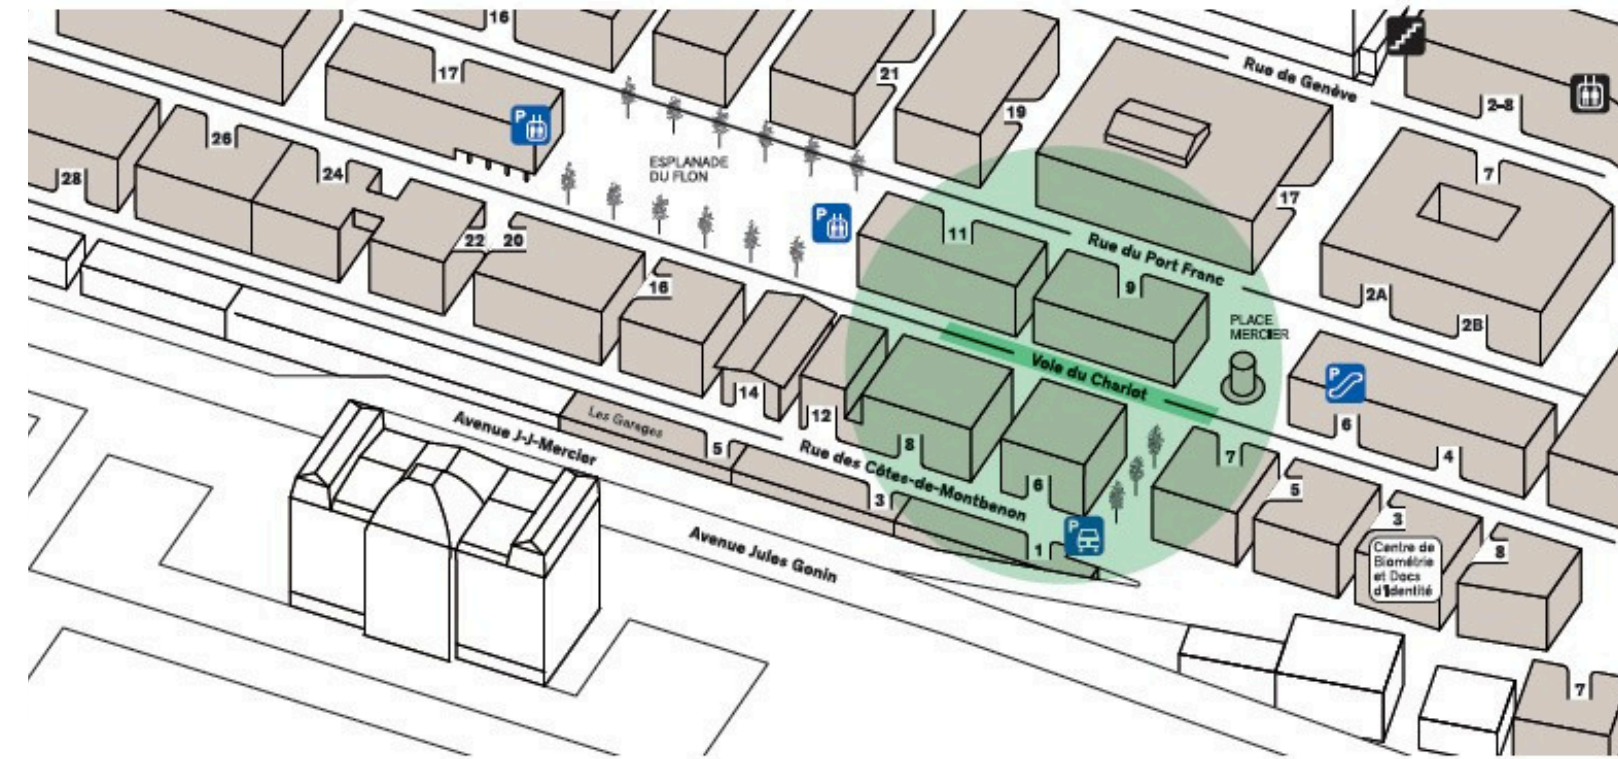 16
17
P
21
19
Rue de Genève
2-8
26
24
28
ESPLANADE
DU FLON
22
20
P
11
17
7
Rue du Port Franc
9
2A
2B
16
PLACE
MERCIER
Voie du Chariot
P
14
12
6
4
Les Garages
5
Avenue J-J-Mercier
8
Rue des Côtes-de-Montbenon
3
6
7
5
3
8
1
P
Avenue Jules Gonin
Centre de
Biométrie
et Docs
d'Identité
7